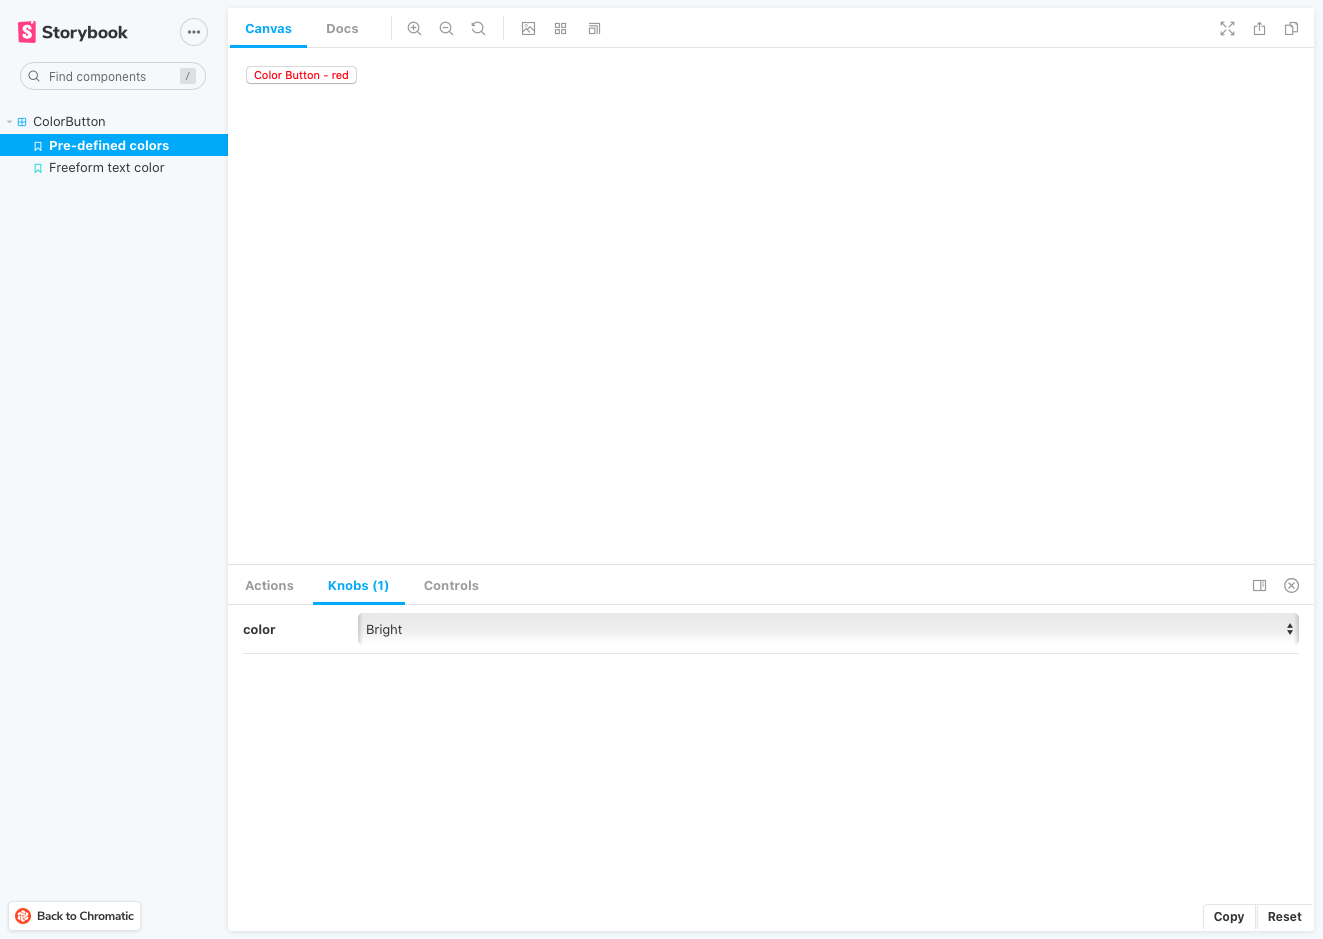 Storybook
Find components /
ColorButton
Pre-defined colors
Freeform text color
Back to Chromatic
Canvas Docs
Color Button - red
Actions Knobs (1) Controls
color Bright
Copy Reset